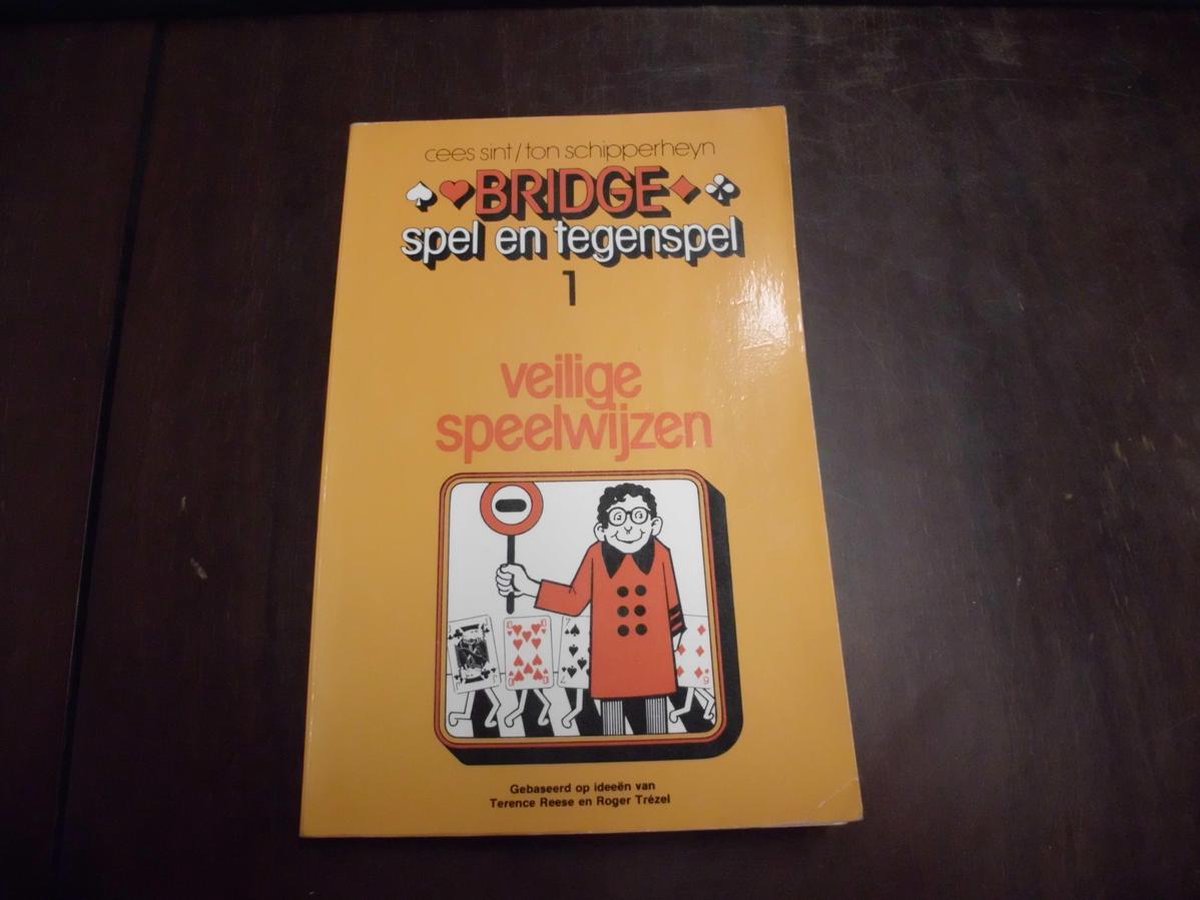 cees sint/ton schipperheyn
BRIDGE
spel en tegenspel
1
veilige
speelwijzen
Gebaseerd op ideeën van
Terence Reese en Roger Trézel